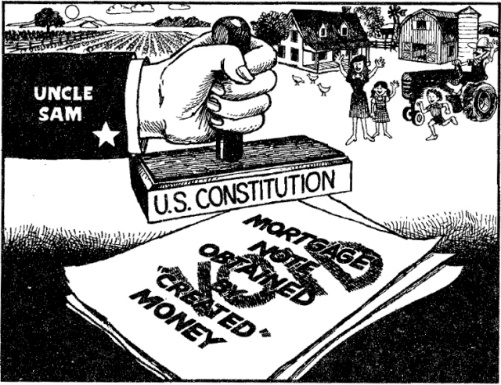 UNCLE
SAM
U.S. CONSTITUTION
MORTGAGE
NOTE
OBTAINED
BY
"CREATED"
MONEY
VOID